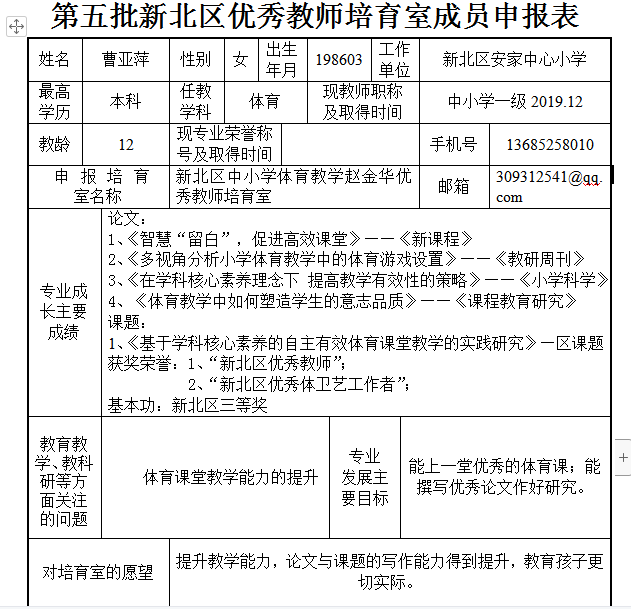 第五批新北区优秀教师培育室成员申报表
姓名 曹亚萍 性别 女 出生年月 198603 工作单位 新北区安家中心小学
最高学历 本科 任教学科 体育 现教师职称及取得时间 中小学一级 2019.12
教龄 12 现专业荣誉称号及取得时间 手机号 13685258010
申报培育室名称 新北区中小学体育教学赵金华优秀教师培育室 邮箱 309312541@qq.com
专业成长主要成绩
论文：
1、《智慧“留白”，促进高效课堂》——《新课程》
2、《多视角分析小学体育教学中的体育游戏设置》——《教研周刊》
3、《在学科核心素养理念下 提高教学有效性的策略》——《小学科学》
4、《体育教学中如何塑造学生的意志品质》——《课程教育研究》
课题：
1、《基于学科核心素养的自主有效体育课堂教学的实践研究》—区课题
获奖荣誉：1、“新北区优秀教师”；
2、“新北区优秀体卫艺工作者”；
基本功：新北区三等奖
教育教学、教科研等方面关注的问题 体育课堂教学能力的提升 专业发展主要目标 能上一堂优秀的体育课；能撰写优秀论文作好研究。
对培育室的愿望 提升教学能力，论文与课题的写作能力得到提升，教育孩子更切实际。